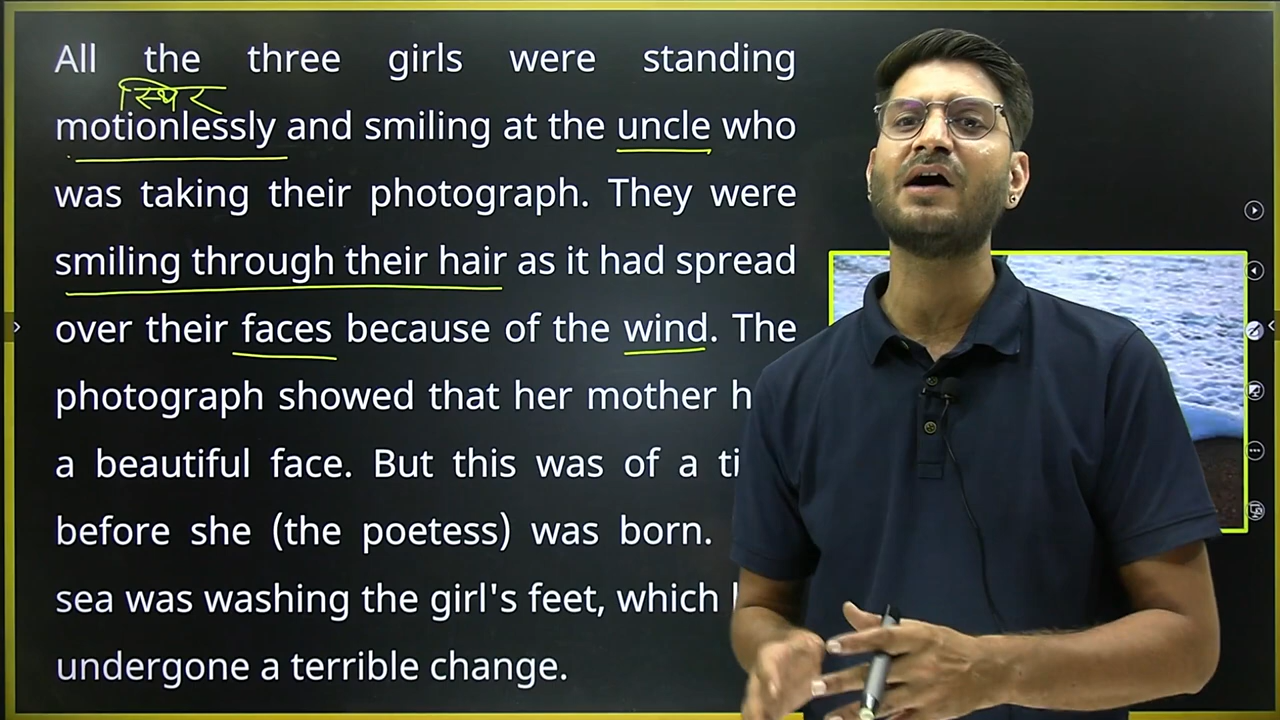 All the three girls were standing
स्थिर
motionlessly and smiling at the uncle who
was taking their photograph. They were
smiling through their hair as it had spread
over their faces because of the wind. The
photograph showed that her mother
a beautiful face. But this was of a
before she (the poetess) was born.
sea was washing the girl's feet, which
undergone a terrible change.